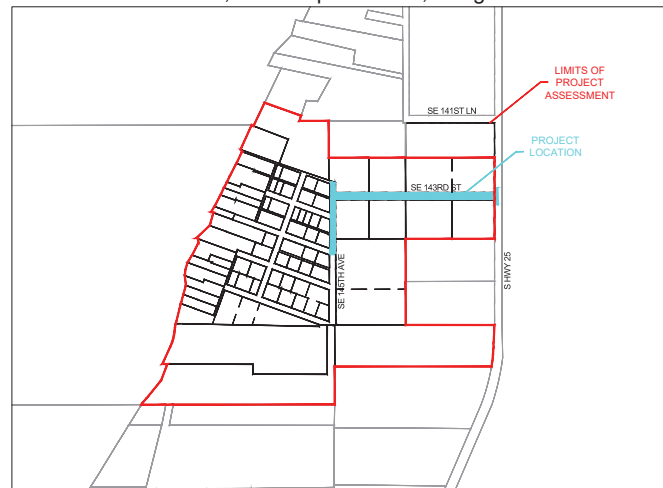 LIMITS OF
PROJECT
ASSESSMENT
SE 141ST LN
PROJECT
LOCATION
SE 143RD ST
SE 145TH AVE
S HWY 25